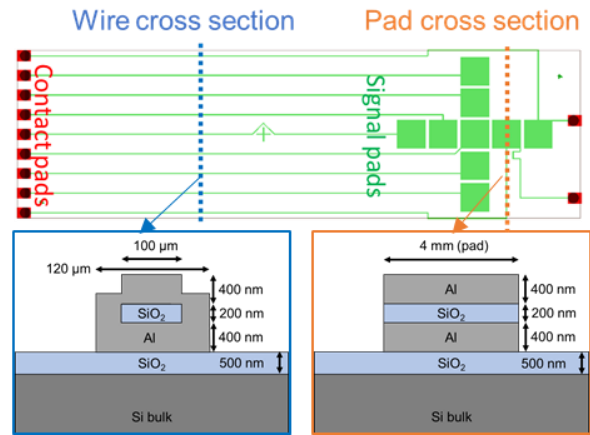 Wire cross section
Pad cross section
Contact pads
Signal pads
100 μm
120 μm
400 nm
SiO₂
200 nm
Al
400 nm
SiO₂
500 nm
Si bulk
4 mm (pad)
Al
400 nm
SiO₂
200 nm
Al
400 nm
SiO₂
500 nm
Si bulk